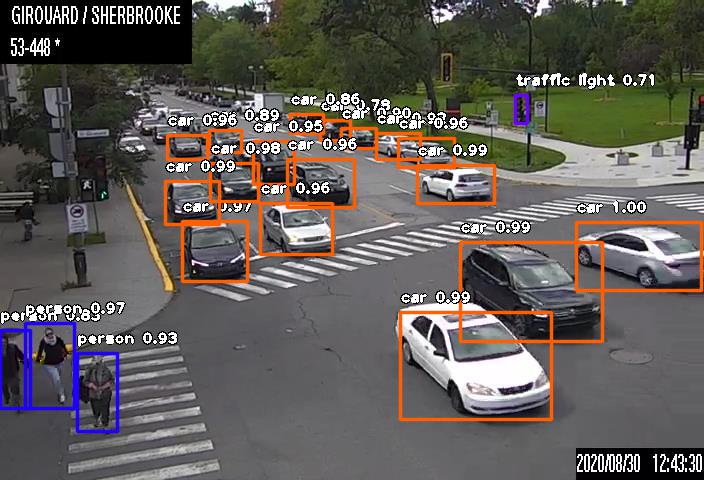 GIROUARD / SHERBROOKE
53-448 *
traffic light 0.71
car 0.86
car 0.78
car 0.96
car 0.95
car 0.96
car 0.98
car 0.96
car 0.99
car 0.99
car 0.96
car 0.97
car 1.00
car 0.99
car 0.99
person 0.97
person 0.83
person 0.93
2020/08/30 12:43:30